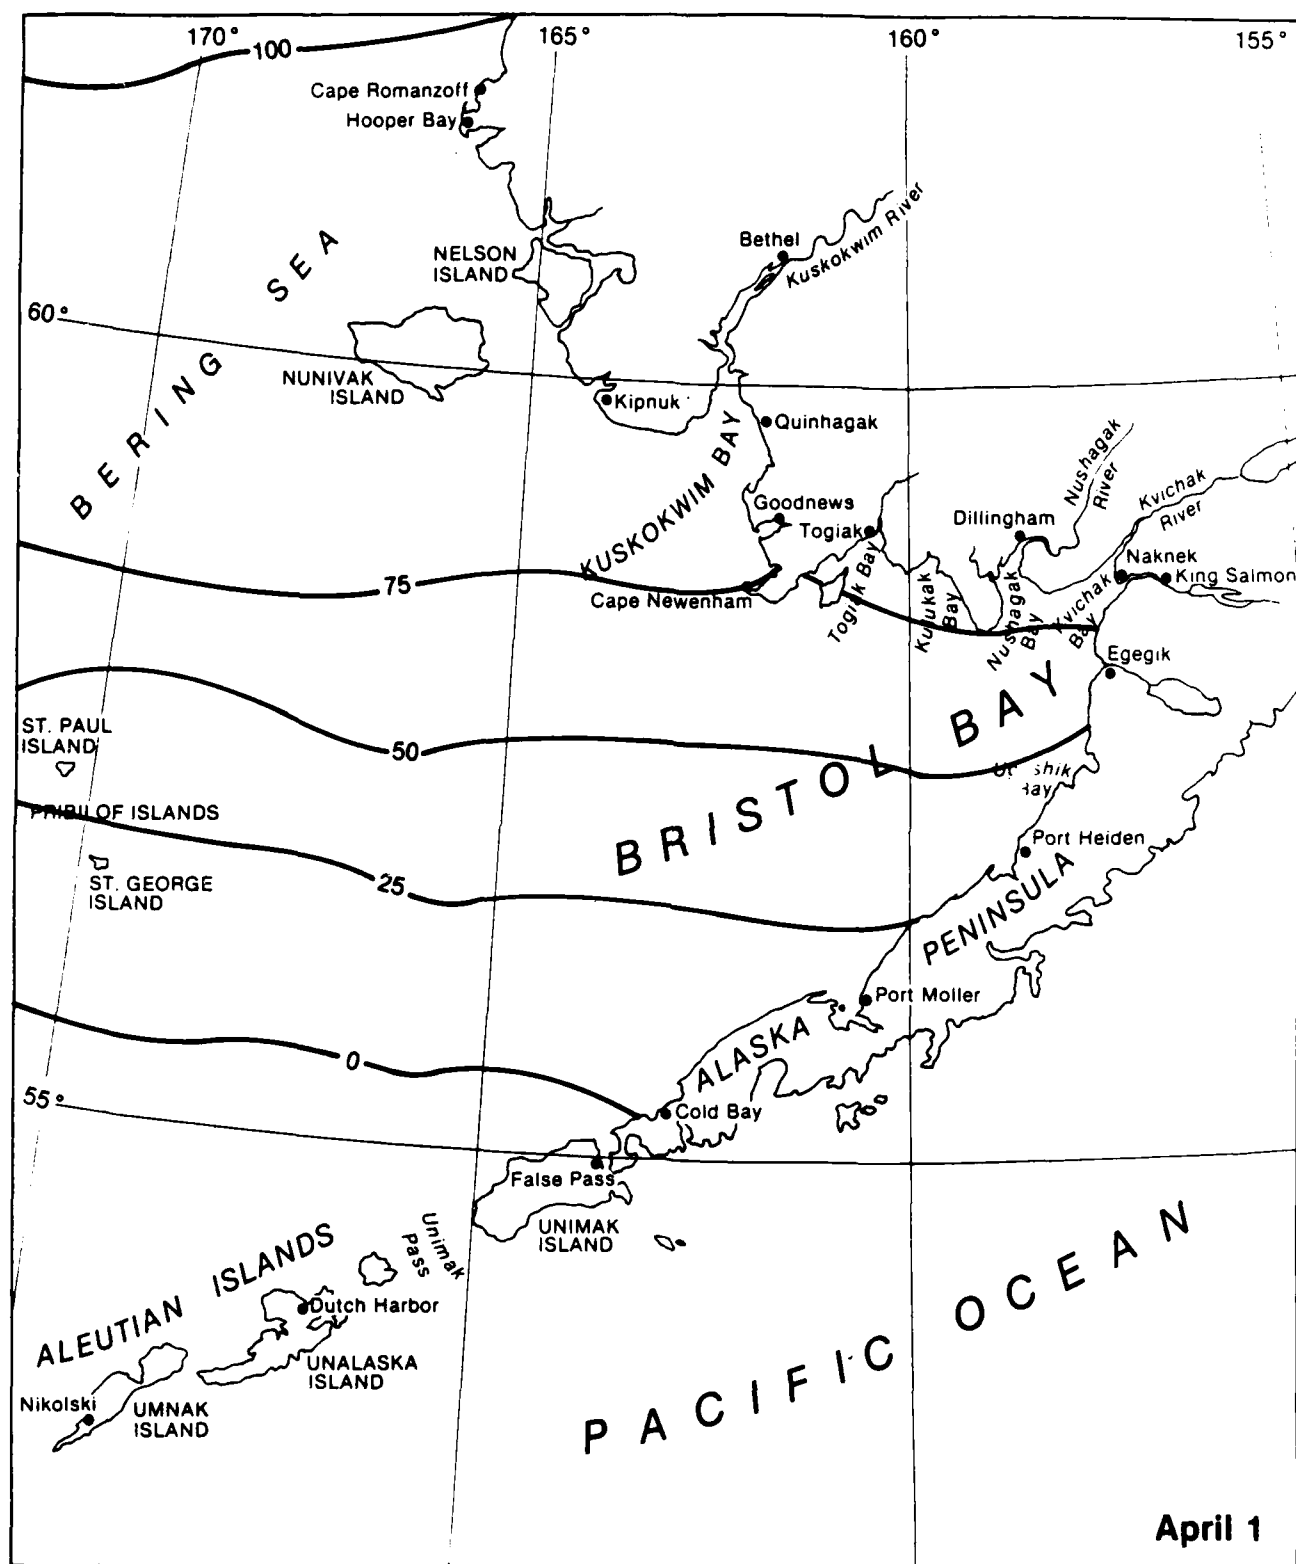 170°
165°
160°
155°
100
Cape Romanzoff
Hooper Bay
Bethel
Kuskokwim River
NELSON
ISLAND
BERING SEA
60°
NUNIVAK
ISLAND
Kipnuk
Quinhagak
KUSKOKWIM BAY
Nushagak
River
Kvichak
River
Goodnews
Togiak
Dillingham
Naknek
King Salmon
75
Cape Newenham
Togiak Bay
Kulukak
Bay
Nushagak
Bay
Kvichak
Bay
Egegik
ST. PAUL
ISLAND
50
BRISTOL BAY
Bay
PRIBILOF ISLANDS
Port Heiden
25
ST. GEORGE
ISLAND
ALASKA PENINSULA
Port Moller
0
55°
Cold Bay
False Pass
UNIMAK
ISLAND
Unimak
Pass
ALEUTIAN ISLANDS
Dutch Harbor
UNALASKA
ISLAND
Nikolski
UMNAK
ISLAND
PACIFIC OCEAN
April 1